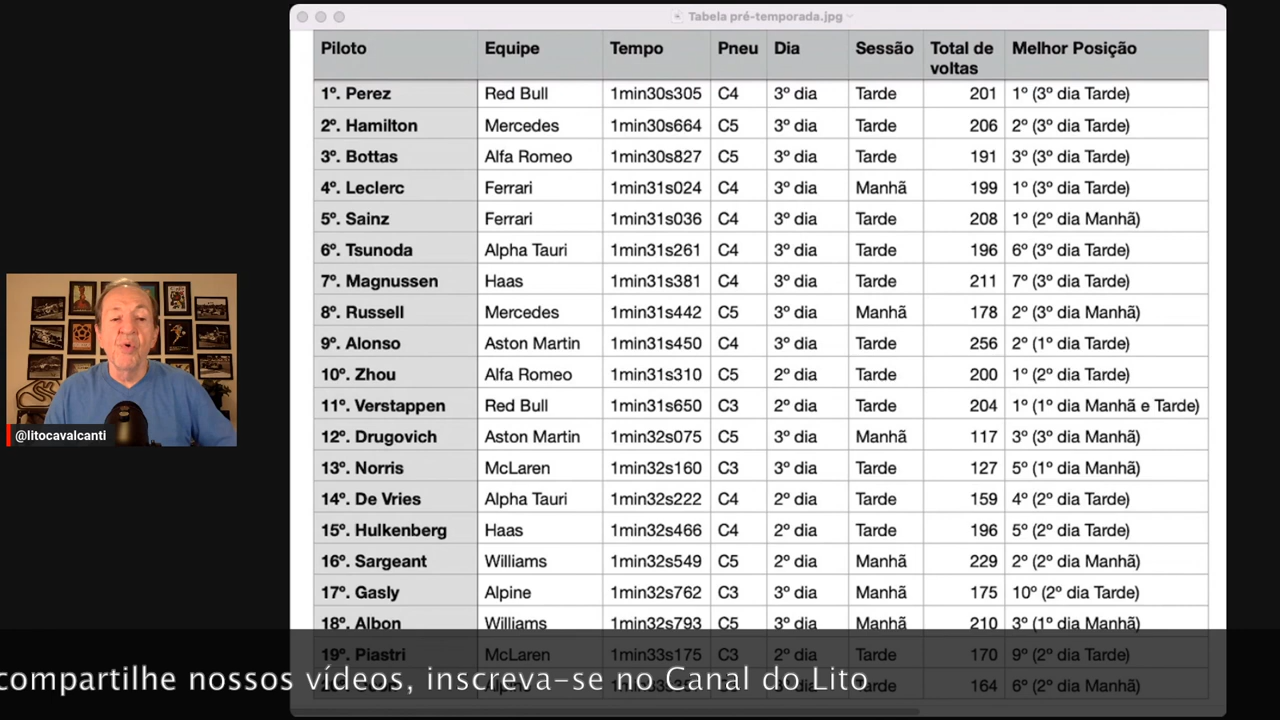 Tabela pré-temporada.jpg
Piloto Equipe Tempo Pneu Dia Sessão Total de voltas Melhor Posição
1º. Perez Red Bull 1min30s305 C4 3º dia Tarde 201 1º (3º dia Tarde)
2º. Hamilton Mercedes 1min30s664 C5 3º dia Tarde 206 2º (3º dia Tarde)
3º. Bottas Alfa Romeo 1min30s827 C5 3º dia Tarde 191 3º (3º dia Tarde)
4º. Leclerc Ferrari 1min31s024 C4 3º dia Manhã 199 1º (3º dia Tarde)
5º. Sainz Ferrari 1min31s036 C4 3º dia Tarde 208 1º (2º dia Manhã)
6º. Tsunoda Alpha Tauri 1min31s261 C4 3º dia Tarde 196 6º (3º dia Tarde)
7º. Magnussen Haas 1min31s381 C4 3º dia Tarde 211 7º (3º dia Tarde)
8º. Russell Mercedes 1min31s442 C5 3º dia Manhã 178 2º (3º dia Manhã)
9º. Alonso Aston Martin 1min31s450 C4 3º dia Tarde 256 2º (1º dia Tarde)
10º. Zhou Alfa Romeo 1min31s310 C5 2º dia Tarde 200 1º (2º dia Tarde)
11º. Verstappen Red Bull 1min31s650 C3 2º dia Tarde 204 1º (1º dia Manhã e Tarde)
12º. Drugovich Aston Martin 1min32s075 C5 3º dia Manhã 117 3º (3º dia Manhã)
13º. Norris McLaren 1min32s160 C3 3º dia Tarde 127 5º (1º dia Manhã)
14º. De Vries Alpha Tauri 1min32s222 C4 2º dia Tarde 159 4º (2º dia Tarde)
15º. Hulkenberg Haas 1min32s466 C4 2º dia Tarde 196 5º (2º dia Tarde)
16º. Sargeant Williams 1min32s549 C5 2º dia Manhã 229 2º (2º dia Manhã)
17º. Gasly Alpine 1min32s762 C3 3º dia Manhã 175 10º (2º dia Tarde)
18º. Albon Williams 1min32s793 C5 3º dia Manhã 210 3º (1º dia Manhã)
19º. Piastri McLaren 1min33s175 C3 2º dia Tarde 170 9º (2º dia Tarde)
164 6º (2º dia Manhã)
@litocavalcanti
compartilhe nossos vídeos, inscreva-se no Canal do Lito